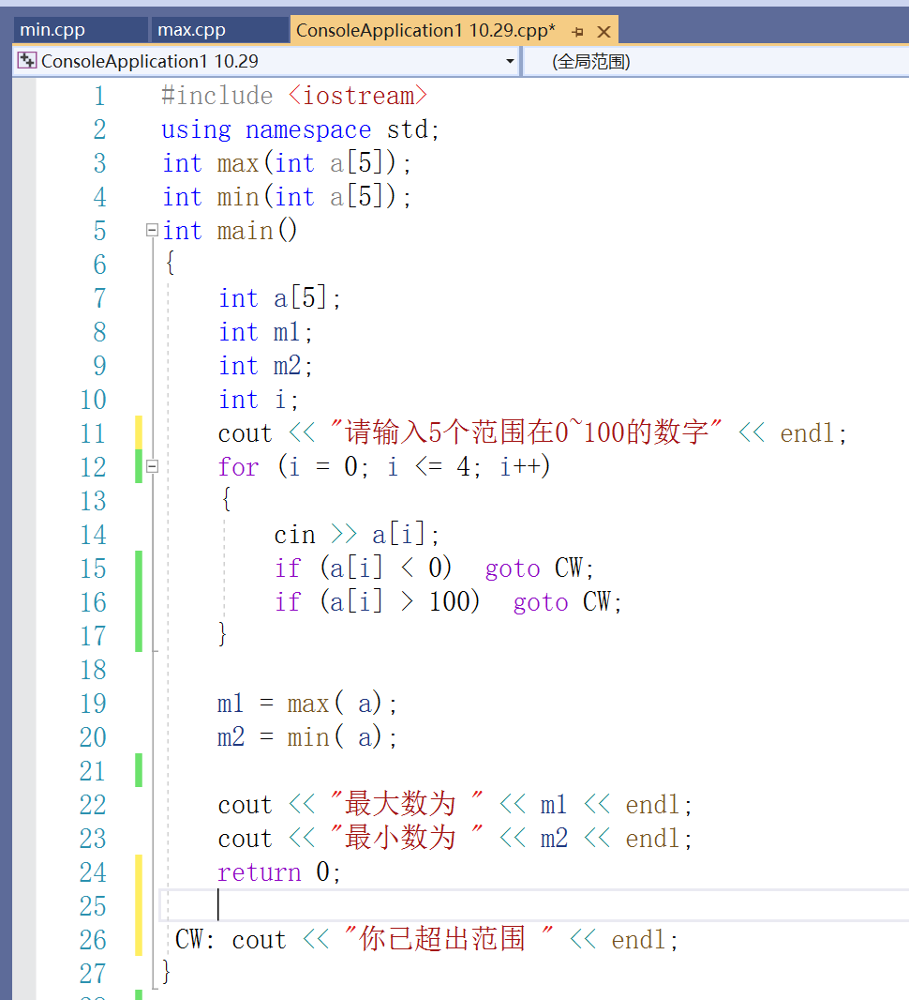 min.cpp max.cpp ConsoleApplication1 10.29.cpp*
ConsoleApplication1 10.29 (全局范围)
1 #include <iostream>
2 using namespace std;
3 int max(int a[5]);
4 int min(int a[5]);
5 int main()
6 {
7 int a[5];
8 int m1;
9 int m2;
10 int i;
11 cout << "请输入5个范围在0~100的数字" << endl;
12 for (i = 0; i <= 4; i++)
13 {
14 cin >> a[i];
15 if (a[i] < 0)  goto CW;
16 if (a[i] > 100)  goto CW;
17 }
18
19 m1 = max( a);
20 m2 = min( a);
21
22 cout << "最大数为 " << m1 << endl;
23 cout << "最小数为 " << m2 << endl;
24 return 0;
25
26 CW: cout << "你已超出范围 " << endl;
27 }